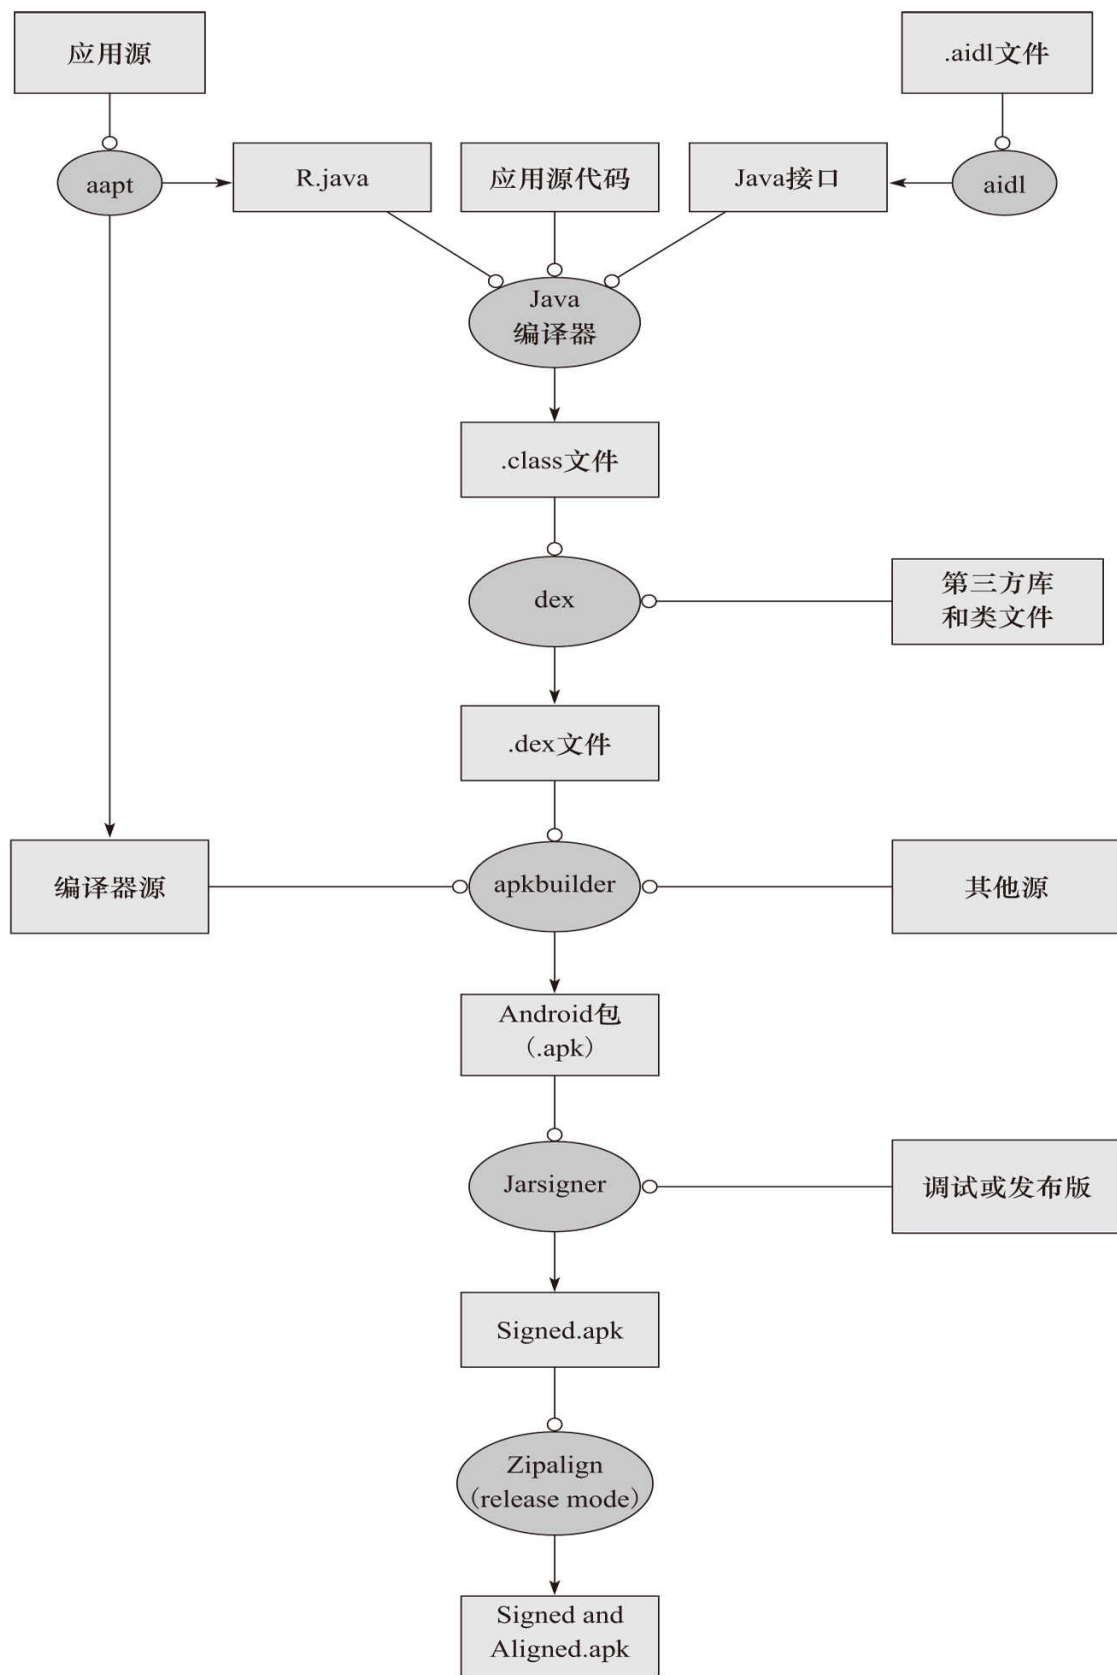 应用源
.aidl文件
aapt
R.java
应用源代码
Java接口
aidl
Java
编译器
.class文件
dex
第三方库
和类文件
.dex文件
编译器源
apkbuilder
其他源
Android包
（.apk）
Jarsigner
调试或发布版
Signed.apk
Zipalign
（release mode）
Signed and
Aligned.apk